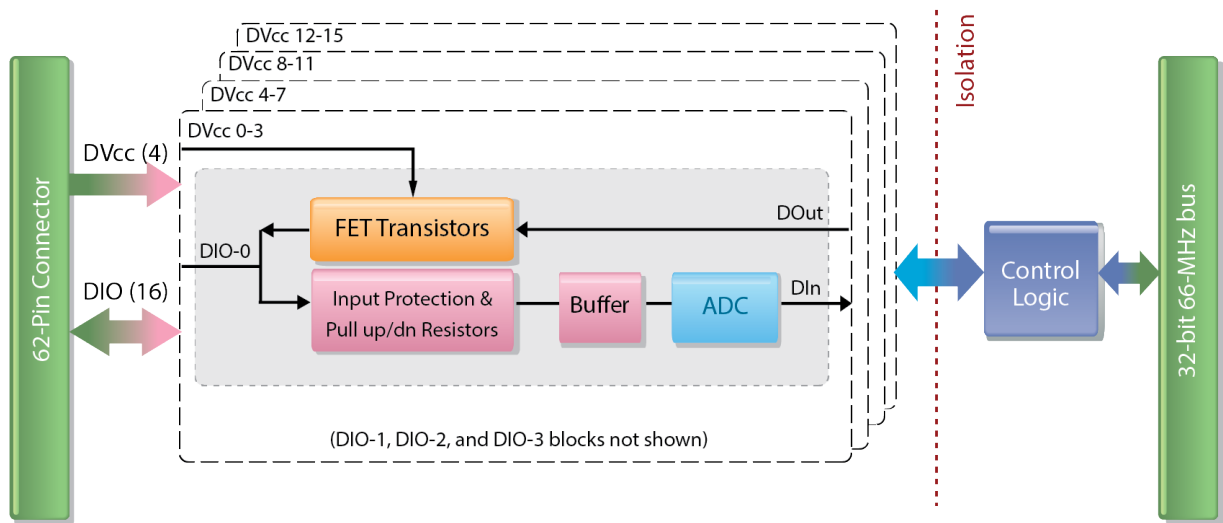 DVcc 12-15
DVcc 8-11
DVcc 4-7
DVcc 0-3
Isolation
62-Pin Connector
DVcc (4)
DIO (16)
DIO-0
FET Transistors
DOut
Input Protection &
Pull up/dn Resistors
Buffer
ADC
DIn
(DIO-1, DIO-2, and DIO-3 blocks not shown)
Control
Logic
32-bit 66-MHz bus